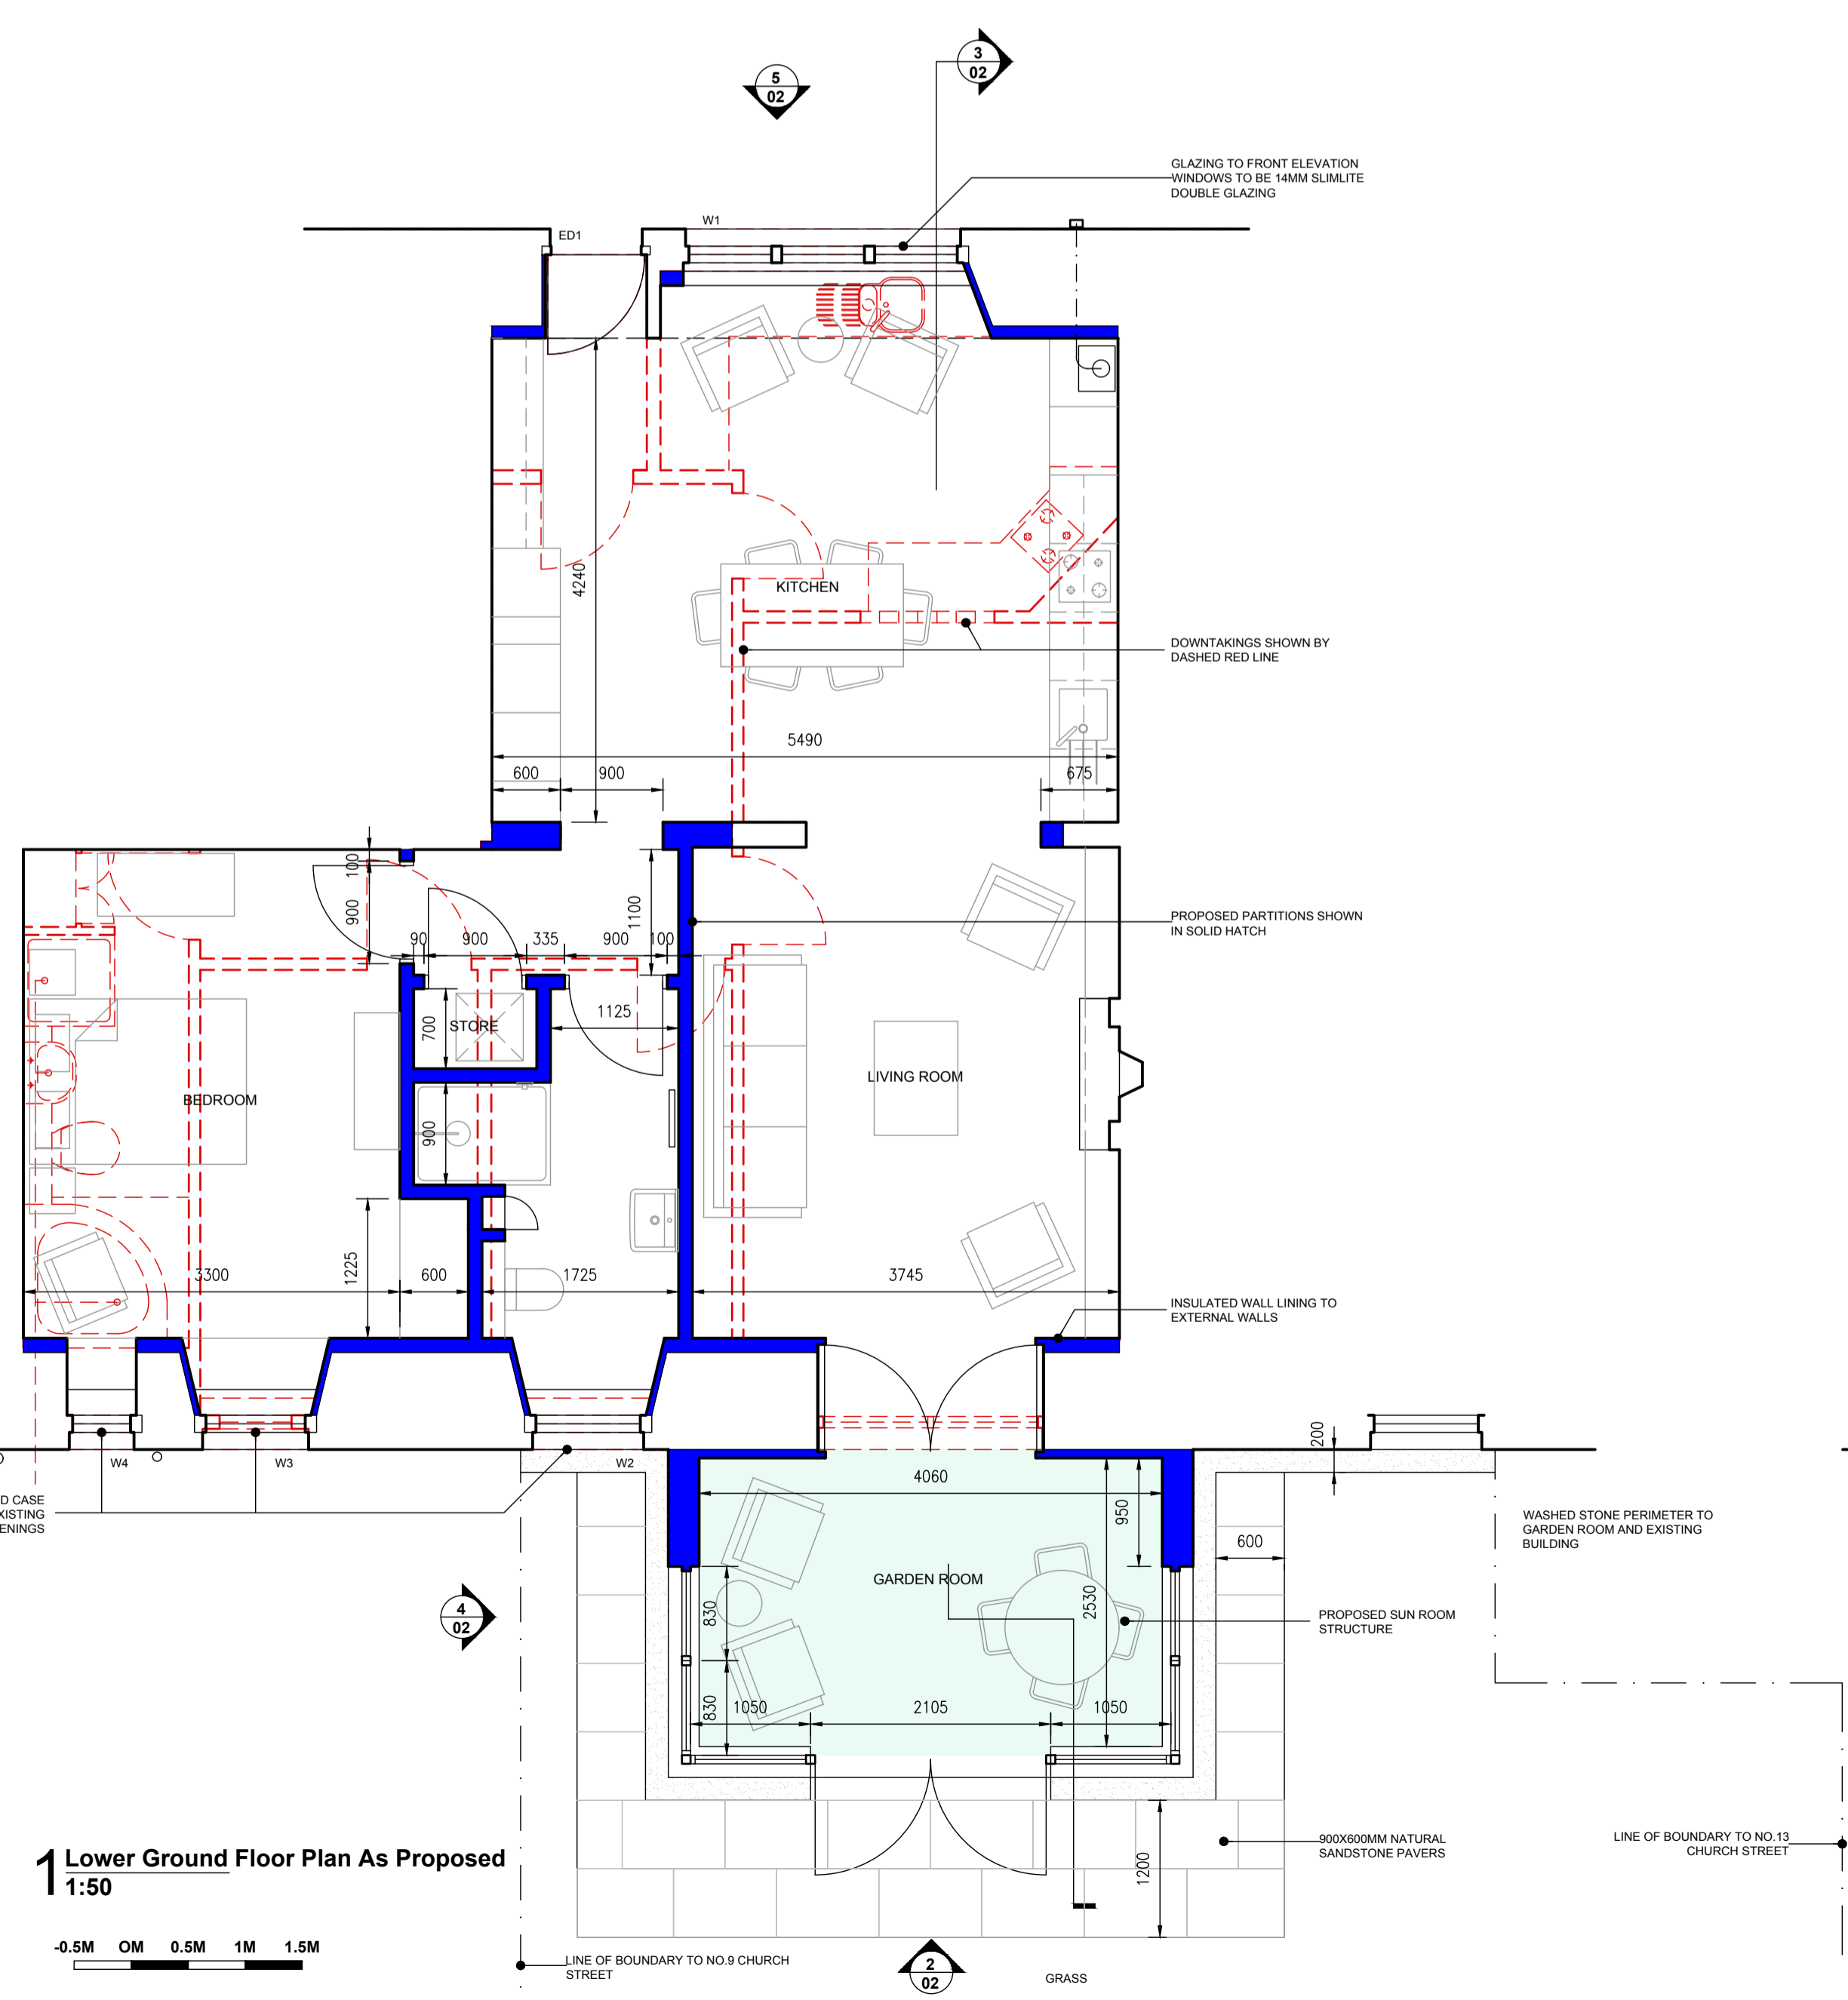 3
02
5
02
GLAZING TO FRONT ELEVATION
WINDOWS TO BE 14MM SLIMLITE
DOUBLE GLAZING
W1
ED1
KITCHEN
4240
DOWNTAKINGS SHOWN BY
DASHED RED LINE
5490
600
900
675
100
900
1100
PROPOSED PARTITIONS SHOWN
IN SOLID HATCH
90
900
335
900
100
700
STORE
1125
LIVING ROOM
BEDROOM
900
1225
3300
600
1725
3745
INSULATED WALL LINING TO
EXTERNAL WALLS
200
W4
W3
W2
4060
950
D CASE
XISTING
ENINGS
WASHED STONE PERIMETER TO
GARDEN ROOM AND EXISTING
BUILDING
600
GARDEN ROOM
2530
830
4
02
PROPOSED SUN ROOM
STRUCTURE
830
1050
2105
1050
900X600MM NATURAL
SANDSTONE PAVERS
LINE OF BOUNDARY TO NO.13
CHURCH STREET
1200
1 Lower Ground Floor Plan As Proposed
1:50
-0.5M OM 0.5M 1M 1.5M
LINE OF BOUNDARY TO NO.9 CHURCH
STREET
2
02
GRASS